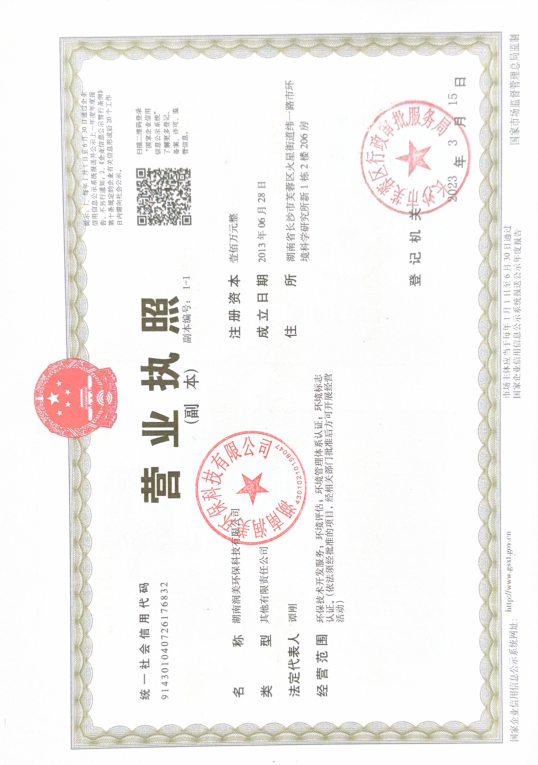 营业执照
(副 本)
副本编号：1-1
统一社会信用代码
914301040726176832
名 称 湖南润美环保科技有限公司
类 型 其他有限责任公司
法定代表人 谭刚
经营范围 环保技术开发服务；环境评估；环境管理体系认证；环境标志
认证。(依法须经批准的项目，经相关部门批准后方可开展经营
活动)
注册资本 壹佰万元整
成立日期 2013年06月28日
住 所 湖南省长沙市芙蓉区火星街道纬一路市环
境科学研究所新1栋2楼206房
扫描二维码登录
“国家企业信用
信息公示系统”
了解更多登记、
备案、许可、监
管信息。
登记机关
2023 年 3 月 15 日
长沙市芙蓉区行政审批服务局
湖南润美环保科技有限公司
国家企业信用信息公示系统网址： http://www.gsxt.gov.cn
市场主体应当于每年1月1日至6月30日通过
国家企业信用信息公示系统报送公示年度报告
国家市场监督管理总局监制